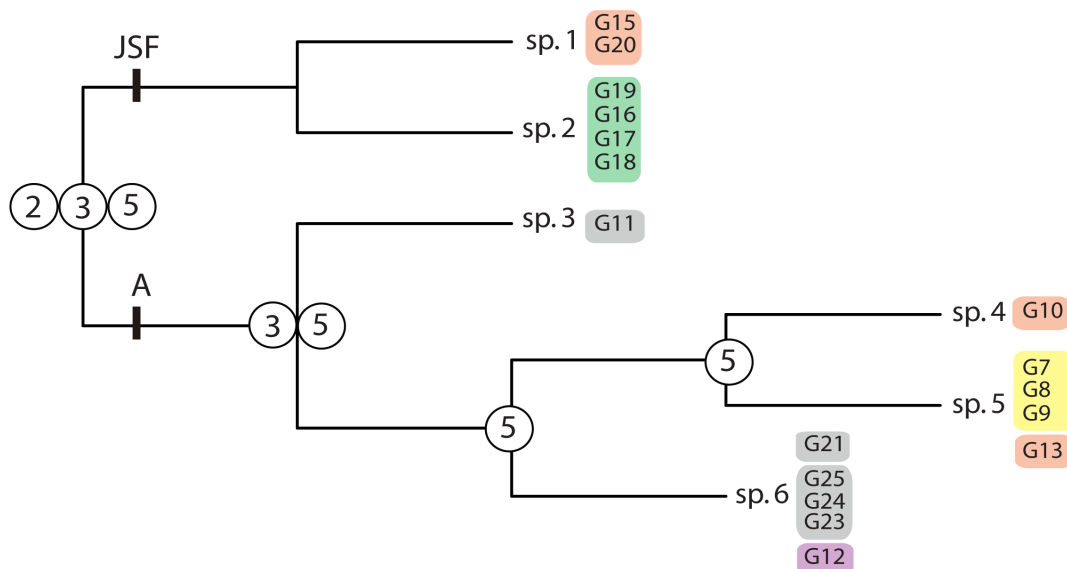 JSF
sp. 1
G15
G20
sp. 2
G19
G16
G17
G18
2 3 5
sp. 3
G11
A
3 5
sp. 4
G10
5
sp. 5
G7
G8
G9
G13
5
sp. 6
G21
G25
G24
G23
G12